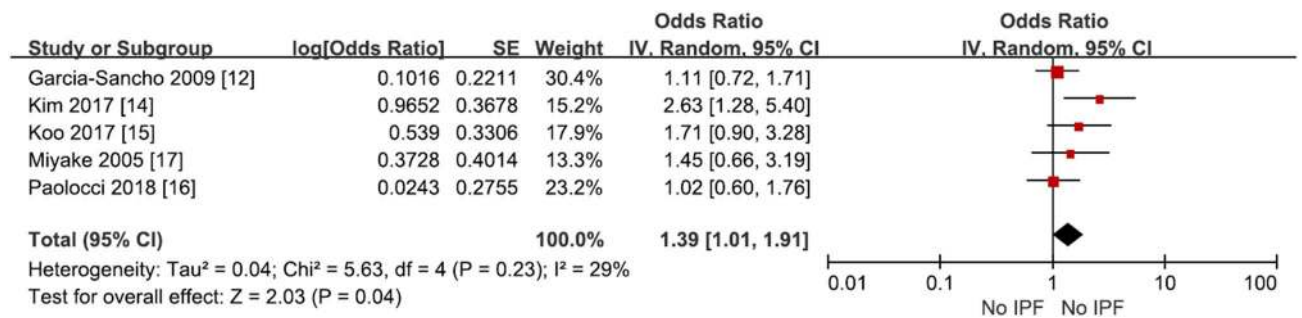 Odds Ratio Odds Ratio
Study or Subgroup log[Odds Ratio] SE Weight IV, Random, 95% CI IV, Random, 95% CI
Garcia-Sancho 2009 [12] 0.1016 0.2211 30.4% 1.11 [0.72, 1.71]
Kim 2017 [14] 0.9652 0.3678 15.2% 2.63 [1.28, 5.40]
Koo 2017 [15] 0.539 0.3306 17.9% 1.71 [0.90, 3.28]
Miyake 2005 [17] 0.3728 0.4014 13.3% 1.45 [0.66, 3.19]
Paolocci 2018 [16] 0.0243 0.2755 23.2% 1.02 [0.60, 1.76]
Total (95% CI) 100.0% 1.39 [1.01, 1.91]
Heterogeneity: Tau² = 0.04; Chi² = 5.63, df = 4 (P = 0.23); I² = 29%
Test for overall effect: Z = 2.03 (P = 0.04)
0.01 0.1 1 10 100
No IPF No IPF